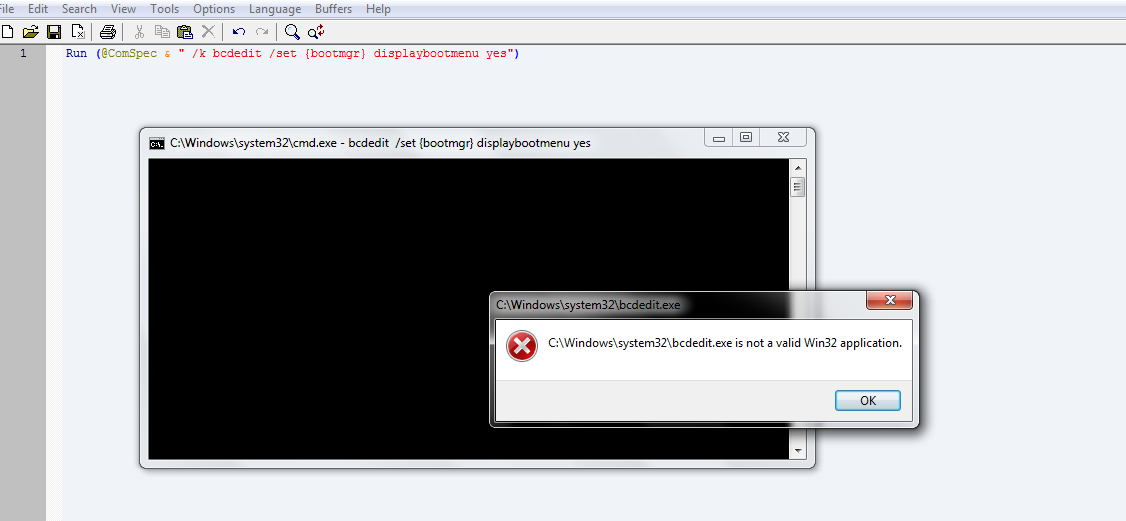 File Edit Search View Tools Options Language Buffers Help
1 Run (@ComSpec & " /k bcdedit /set {bootmgr} displaybootmenu yes")
C:\Windows\system32\cmd.exe - bcdedit /set {bootmgr} displaybootmenu yes
C:\Windows\system32\bcdedit.exe
C:\Windows\system32\bcdedit.exe is not a valid Win32 application.
OK